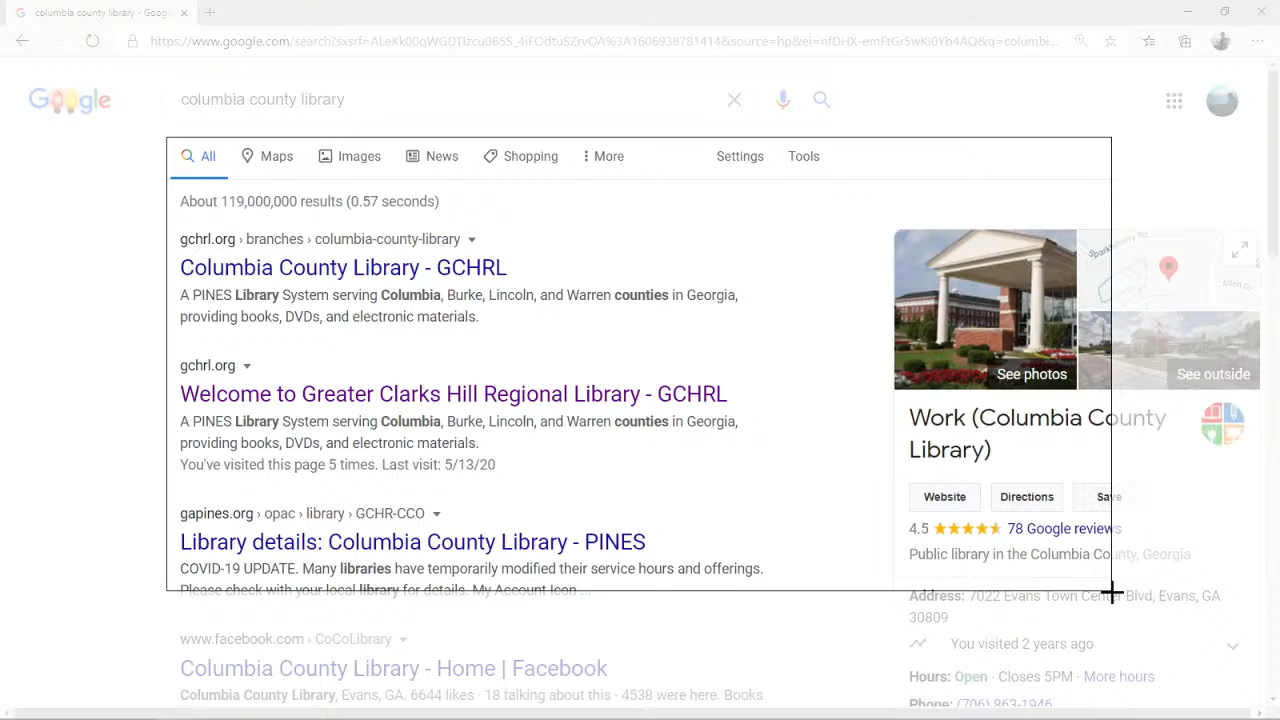 columbia county library - Goog
https://www.google.com/search?sxsrf=ALeKk00qWGDTIzcu065S_4iFOdtuSZrvOA%3A1606938781414&source=hp&ei=nfDHX-emFtGr5wKI0Yb4AQ&q=columbi...
Google
columbia county library
All Maps Images News Shopping More Settings Tools
About 119,000,000 results (0.57 seconds)
gchrl.org › branches › columbia-county-library
Columbia County Library - GCHRL
A PINES Library System serving Columbia, Burke, Lincoln, and Warren counties in Georgia,
providing books, DVDs, and electronic materials.
gchrl.org
Welcome to Greater Clarks Hill Regional Library - GCHRL
A PINES Library System serving Columbia, Burke, Lincoln, and Warren counties in Georgia,
providing books, DVDs, and electronic materials.
You've visited this page 5 times. Last visit: 5/13/20
gapines.org › opac › library › GCHR-CCO
Library details: Columbia County Library - PINES
COVID-19 UPDATE. Many libraries have temporarily modified their service hours and offerings.
Please check with your local library for details. My Account Icon ...
www.facebook.com › CoCoLibrary
Columbia County Library - Home | Facebook
Columbia County Library, Evans, GA. 6644 likes · 18 talking about this · 4538 were here. Books
Allen Dr
See photos
See outside
Work (Columbia County
Library)
Website Directions Save
4.5 78 Google reviews
Public library in the Columbia County, Georgia
Address: 7022 Evans Town Center Blvd, Evans, GA
30809
You visited 2 years ago
Hours: Open · Closes 5PM · More hours
Phone: (706) 863-1946